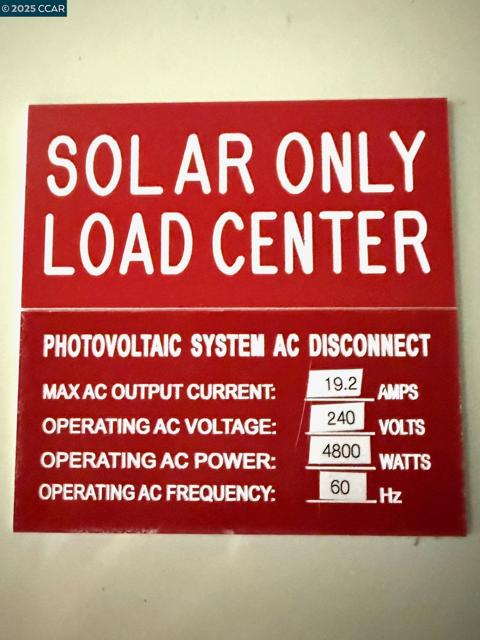 © 2025 CCAR
SOLAR ONLY
LOAD CENTER
PHOTOVOLTAIC SYSTEM AC DISCONNECT
MAX AC OUTPUT CURRENT: 19.2 AMPS
OPERATING AC VOLTAGE: 240 VOLTS
OPERATING AC POWER: 4800 WATTS
OPERATING AC FREQUENCY: 60 Hz